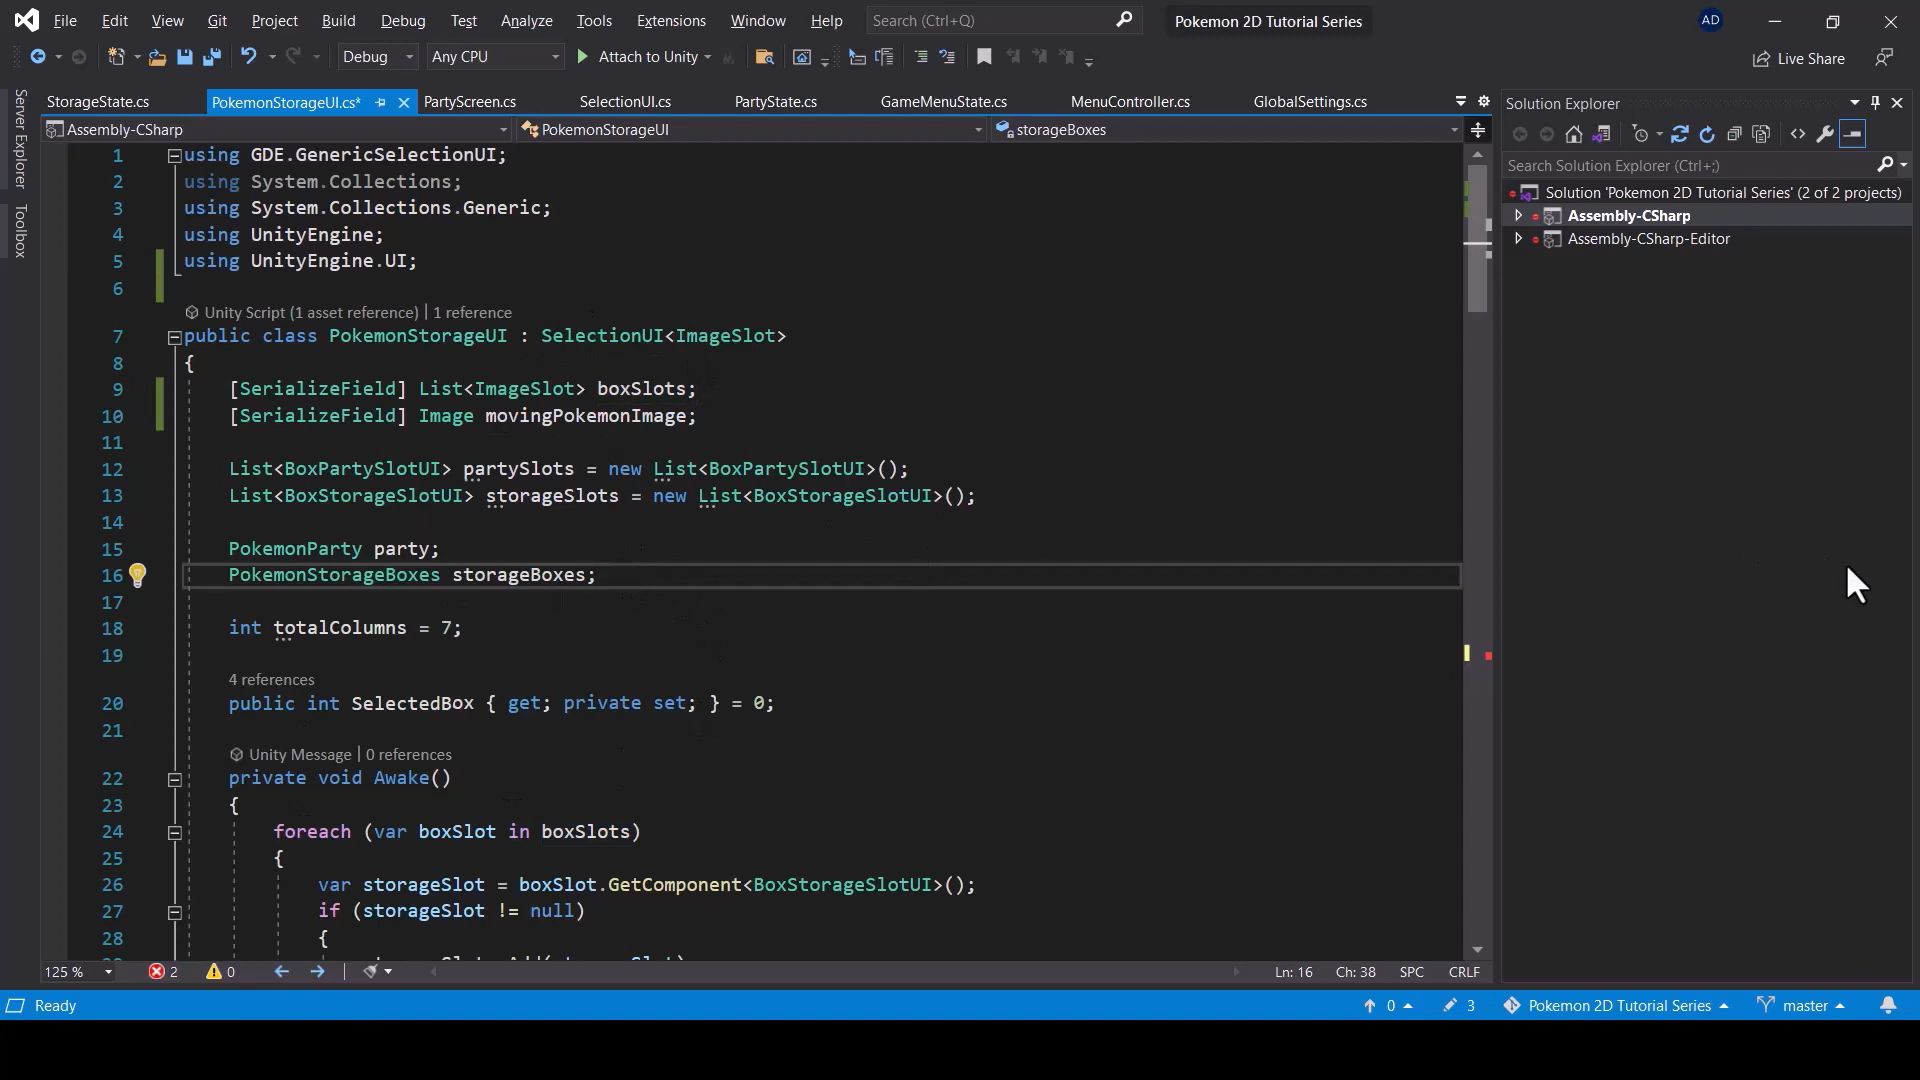 File Edit View Git Project Build Debug Test Analyze Tools Extensions Window Help Search (Ctrl+Q) Pokemon 2D Tutorial Series AD
Debug Any CPU Attach to Unity Live Share
Server Explorer
Toolbox
StorageState.cs PokemonStorageUI.cs* PartyScreen.cs SelectionUI.cs PartyState.cs GameMenuState.cs MenuController.cs GlobalSettings.cs
Assembly-CSharp PokemonStorageUI storageBoxes
1 using GDE.GenericSelectionUI;
2 using System.Collections;
3 using System.Collections.Generic;
4 using UnityEngine;
5 using UnityEngine.UI;
6
Unity Script (1 asset reference) | 1 reference
7 public class PokemonStorageUI : SelectionUI<ImageSlot>
8 {
9 [SerializeField] List<ImageSlot> boxSlots;
10 [SerializeField] Image movingPokemonImage;
11
12 List<BoxPartySlotUI> partySlots = new List<BoxPartySlotUI>();
13 List<BoxStorageSlotUI> storageSlots = new List<BoxStorageSlotUI>();
14
15 PokemonParty party;
16 PokemonStorageBoxes storageBoxes;
17
18 int totalColumns = 7;
19
4 references
20 public int SelectedBox { get; private set; } = 0;
21
Unity Message | 0 references
22 private void Awake()
23 {
24 foreach (var boxSlot in boxSlots)
25 {
26 var storageSlot = boxSlot.GetComponent<BoxStorageSlotUI>();
27 if (storageSlot != null)
28 {
125 % 2 0 Ln: 16 Ch: 38 SPC CRLF
Solution Explorer
Search Solution Explorer (Ctrl+;)
Solution 'Pokemon 2D Tutorial Series' (2 of 2 projects)
Assembly-CSharp
Assembly-CSharp-Editor
Ready 0 3 Pokemon 2D Tutorial Series master